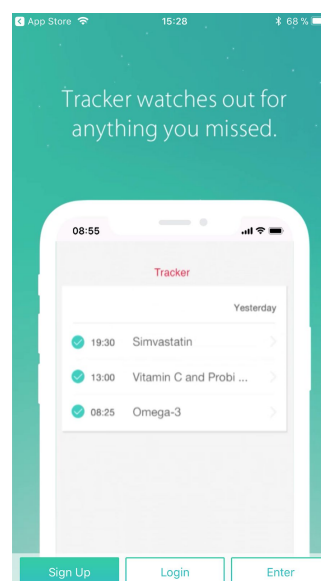 App Store 15:28 68 %
Tracker watches out for
anything you missed.
08:55
Tracker
Yesterday
19:30 Simvastatin
13:00 Vitamin C and Probi ...
08:25 Omega-3
Sign Up Login Enter